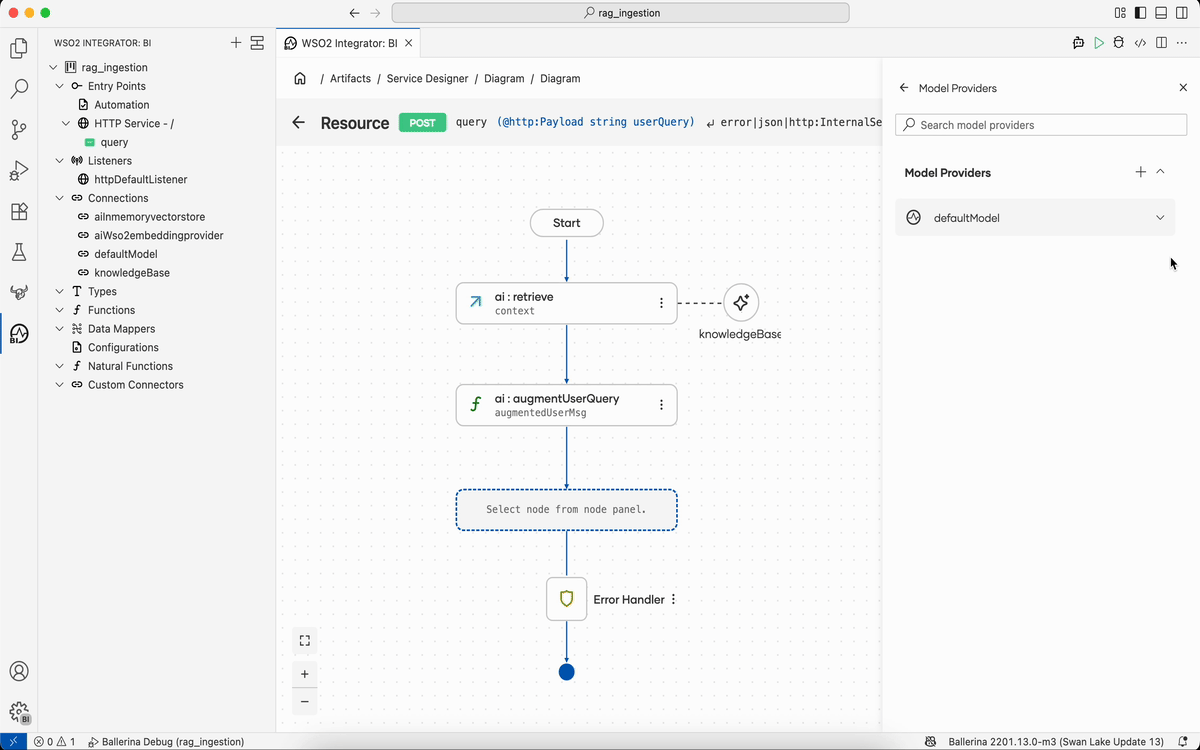 rag_ingestion
WSO2 INTEGRATOR: BI
rag_ingestion
Entry Points
Automation
HTTP Service - /
query
Listeners
httpDefaultListener
Connections
aiInmemoryvectorstore
aiWso2embeddingprovider
defaultModel
knowledgeBase
Types
Functions
Data Mappers
Configurations
Natural Functions
Custom Connectors
BI
BI
WSO2 Integrator: BI
/ Artifacts / Service Designer / Diagram / Diagram
Resource POST query (@http:Payload string userQuery) error|json|http:InternalSe
Start
ai : retrieve
context
knowledgeBase
ai : augmentUserQuery
augmentedUserMsg
Select node from node panel.
Error Handler
Model Providers
Search model providers
Model Providers
defaultModel
0 1 Ballerina Debug (rag_ingestion)
Ballerina 2201.13.0-m3 (Swan Lake Update 13)